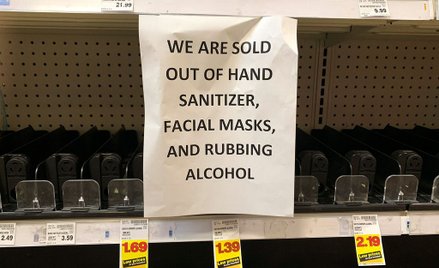 21.99
9.99
WE ARE SOLD
OUT OF HAND
SANITIZER,
FACIAL MASKS,
AND RUBBING
ALCOHOL
2.49
3.59
1.69
1.39
2.19